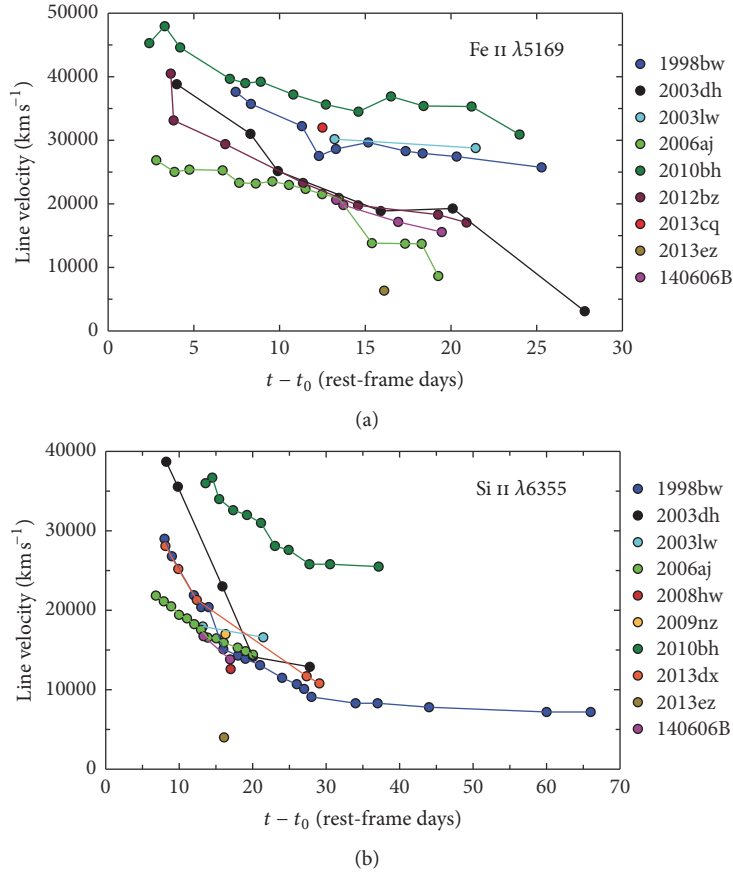 Fe II λ5169
50000
40000
30000
20000
10000
0
Line velocity (km s⁻¹)
0 5 10 15 20 25 30
t − t₀ (rest-frame days)
1998bw
2003dh
2003lw
2006aj
2010bh
2012bz
2013cq
2013ez
140606B
(a)
Si II λ6355
40000
30000
20000
10000
0
Line velocity (km s⁻¹)
0 10 20 30 40 50 60 70
t − t₀ (rest-frame days)
1998bw
2003dh
2003lw
2006aj
2008hw
2009nz
2010bh
2013dx
2013ez
140606B
(b)